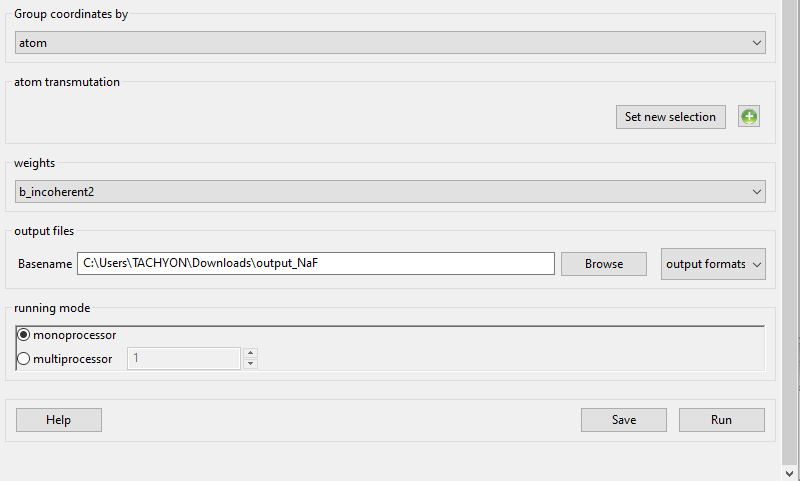 Group coordinates by
atom
atom transmutation
Set new selection
weights
b_incoherent2
output files
Basename C:\Users\TACHYON\Downloads\output_NaF Browse output formats
running mode
monoprocessor
multiprocessor 1
Help Save Run